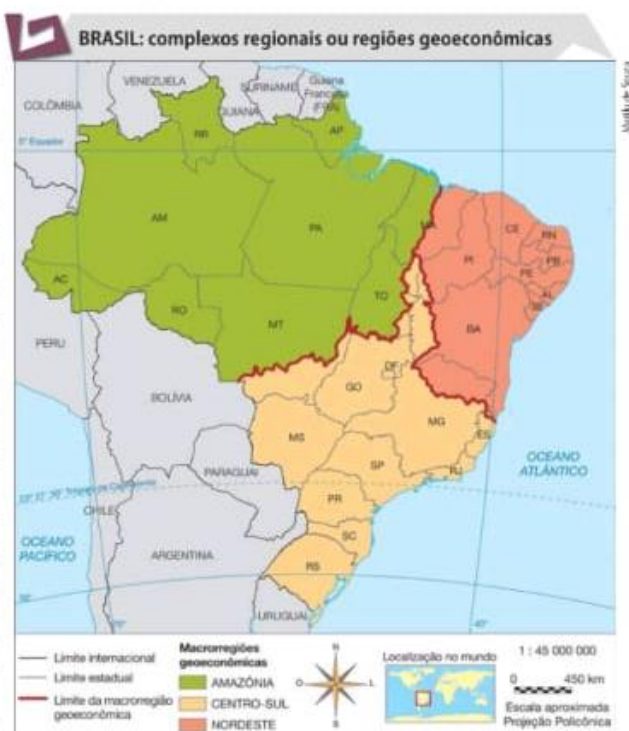 BRASIL: complexos regionais ou regiões geoeconômicas
VENEZUELA
SURINAME
Guiana
Francesa
(FRA)
COLÔMBIA
GUIANA
RR
AP
0° Equador
AM
PA
MA
CE
RN
PI
PB
PE
AL
SE
AC
TO
RO
MT
BA
PERU
DF
GO
BOLÍVIA
MG
ES
MS
OCEANO
ATLÂNTICO
SP
RJ
PARAGUAI
PR
CHILE
SC
OCEANO
PACÍFICO
ARGENTINA
RS
URUGUAI
Limite internacional
Limite estadual
Limite da macrorregião
geoeconômica
Macrorregiões
geoeconômicas
AMAZÔNIA
CENTRO-SUL
NORDESTE
N
O
L
S
Localização no mundo
1 : 45 000 000
0 450 km
Escala aproximada
Projeção Policônica